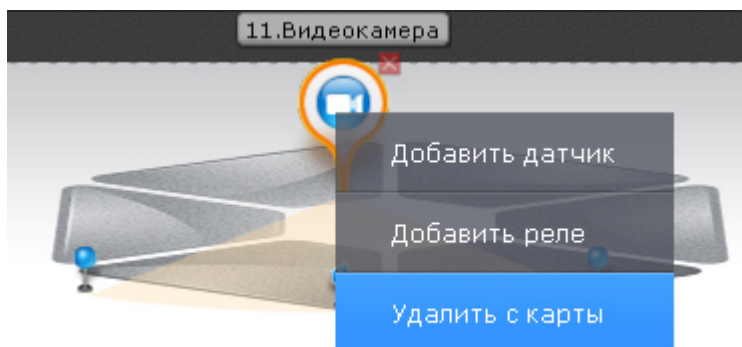 11.Видеокамера
Добавить датчик
Добавить реле
Удалить с карты